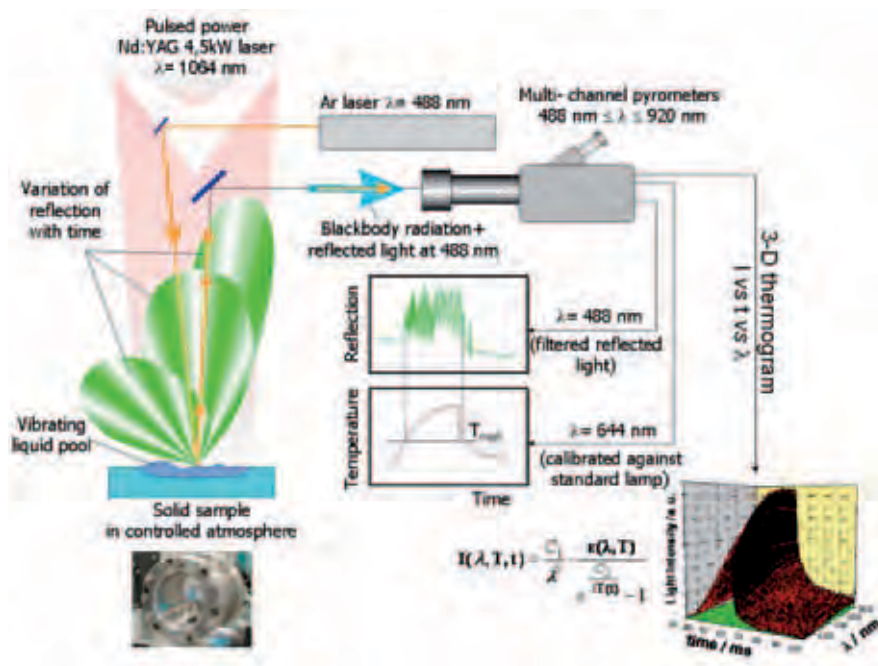 Pulsed power
Nd:YAG 4,5kW laser
λ= 1064 nm
Ar laser λ= 488 nm
Multi- channel pyrometers
488 nm ≤ λ ≤ 920 nm
Variation of
reflection
with time
Blackbody radiation+
reflected light at 488 nm
3-D thermogram
I vs t vs λ
Reflection
λ= 488 nm
(filtered reflected
light)
Vibrating
liquid pool
Temperature
λ= 644 nm
(calibrated against
standard lamp)
Time
Solid sample
in controlled atmosphere
I(λ,T,t) =
ε(λ,T)
Light Intensity / a.u.
time / ms
λ / nm